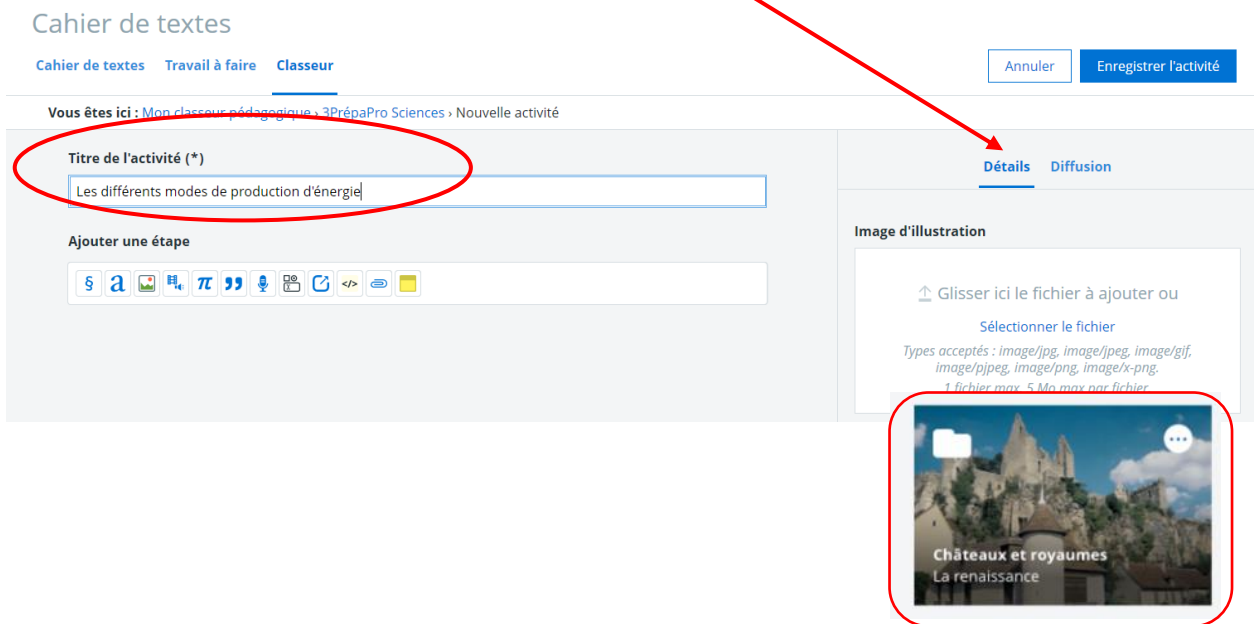 Cahier de textes
Cahier de textes Travail à faire Classeur
Annuler Enregistrer l'activité
Vous êtes ici : Mon classeur pédagogique › 3PrépaPro Sciences › Nouvelle activité
Titre de l'activité (*)
Les différents modes de production d'énergie
Ajouter une étape
§ a π </>
Détails Diffusion
Image d'illustration
Glisser ici le fichier à ajouter ou
Sélectionner le fichier
Types acceptés : image/jpg, image/jpeg, image/gif,
image/pjpeg, image/png, image/x-png.
1 fichier max. 5 Mo max par fichier
Châteaux et royaumes
La renaissance